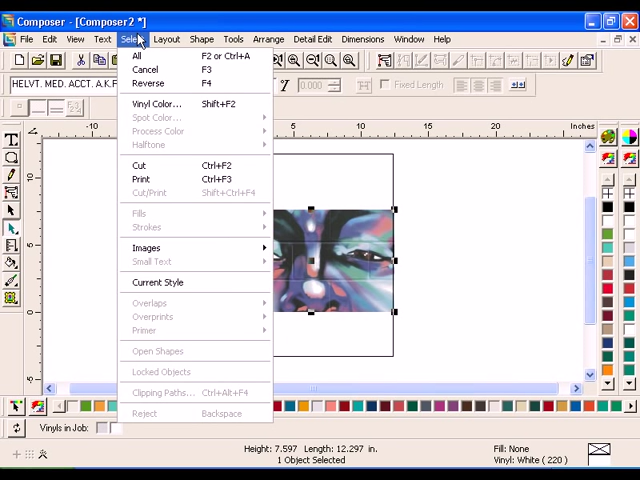 Composer - [Composer2 *]
File Edit View Text Select Layout Shape Tools Arrange Detail Edit Dimensions Window Help
All F2 or Ctrl+A
Cancel F3
Reverse F4
HELVT. MED. ACCT. A.K.F
0.000
Fixed Length
Vinyl Color... Shift+F2
Spot Color...
Process Color
Halftone
-10
5
10
15
20
Inches
Cut Ctrl+F2
Print Ctrl+F3
Cut/Print Shift+Ctrl+F4
Fills
Strokes
Images
Small Text
Current Style
Overlaps
Overprints
Primer
Open Shapes
Locked Objects
Clipping Paths... Ctrl+Alt+F4
Reject Backspace
Vinyls in Job:
Height: 7.597 Length: 12.297 in.
1 Object Selected
Fill: None
Vinyl: White ( 220 )